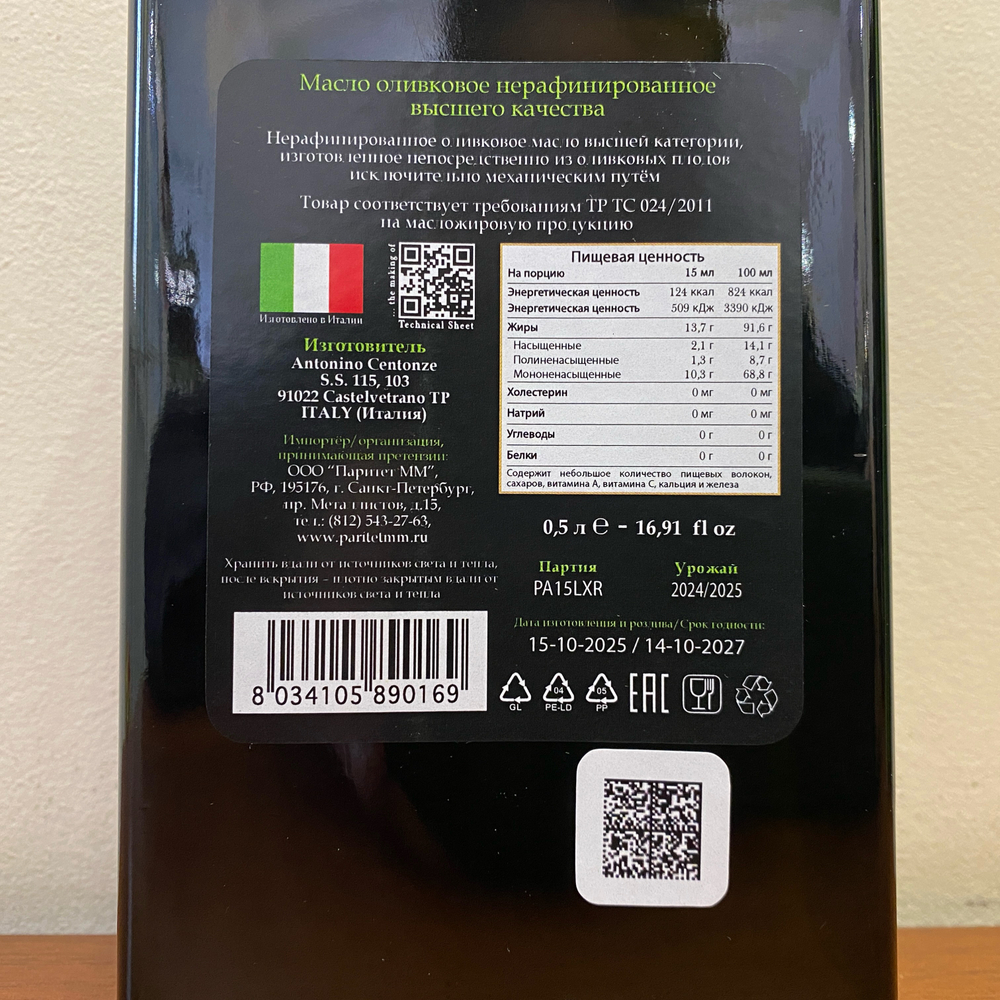 Масло оливковое нерафинированное
высшего качества
Нерафинированное оливковое масло высшей категории,
изготовленное непосредственно из оливковых плодов
исключительно механическим путём
Товар соответствует требованиям ТР ТС 024/2011
на масложировую продукцию
Изготовлено в Италии
...the making of
Technical Sheet
Изготовитель
Antonino Centonze
S.S. 115, 103
91022 Castelvetrano TP
ITALY (Италия)
Импортёр/организация,
принимающая претензии:
ООО “Паритет ММ”,
РФ, 195176, г. Санкт-Петербург,
пр. Металлистов, д.15,
тел.: (812) 543-27-63,
www.paritetmm.ru
Хранить вдали от источников света и тепла,
после вскрытия – плотно закрытым вдали от
источников света и тепла
8 034105 890169
Пищевая ценность
На порцию 15 мл 100 мл
Энергетическая ценность 124 ккал 824 ккал
Энергетическая ценность 509 кДж 3390 кДж
Жиры 13,7 г 91,6 г
Насыщенные 2,1 г 14,1 г
Полиненасыщенные 1,3 г 8,7 г
Мононенасыщенные 10,3 г 68,8 г
Холестерин 0 мг 0 мг
Натрий 0 мг 0 мг
Углеводы 0 г 0 г
Белки 0 г 0 г
Содержит небольшое количество пищевых волокон,
сахаров, витамина А, витамина С, кальция и железа
0,5 л ℮ - 16,91 fl oz
Партия Урожай
PA15LXR 2024/2025
Дата изготовления и розлива/Срок годности:
15-10-2025 / 14-10-2027
04 05
GL PE-LD PP EAC